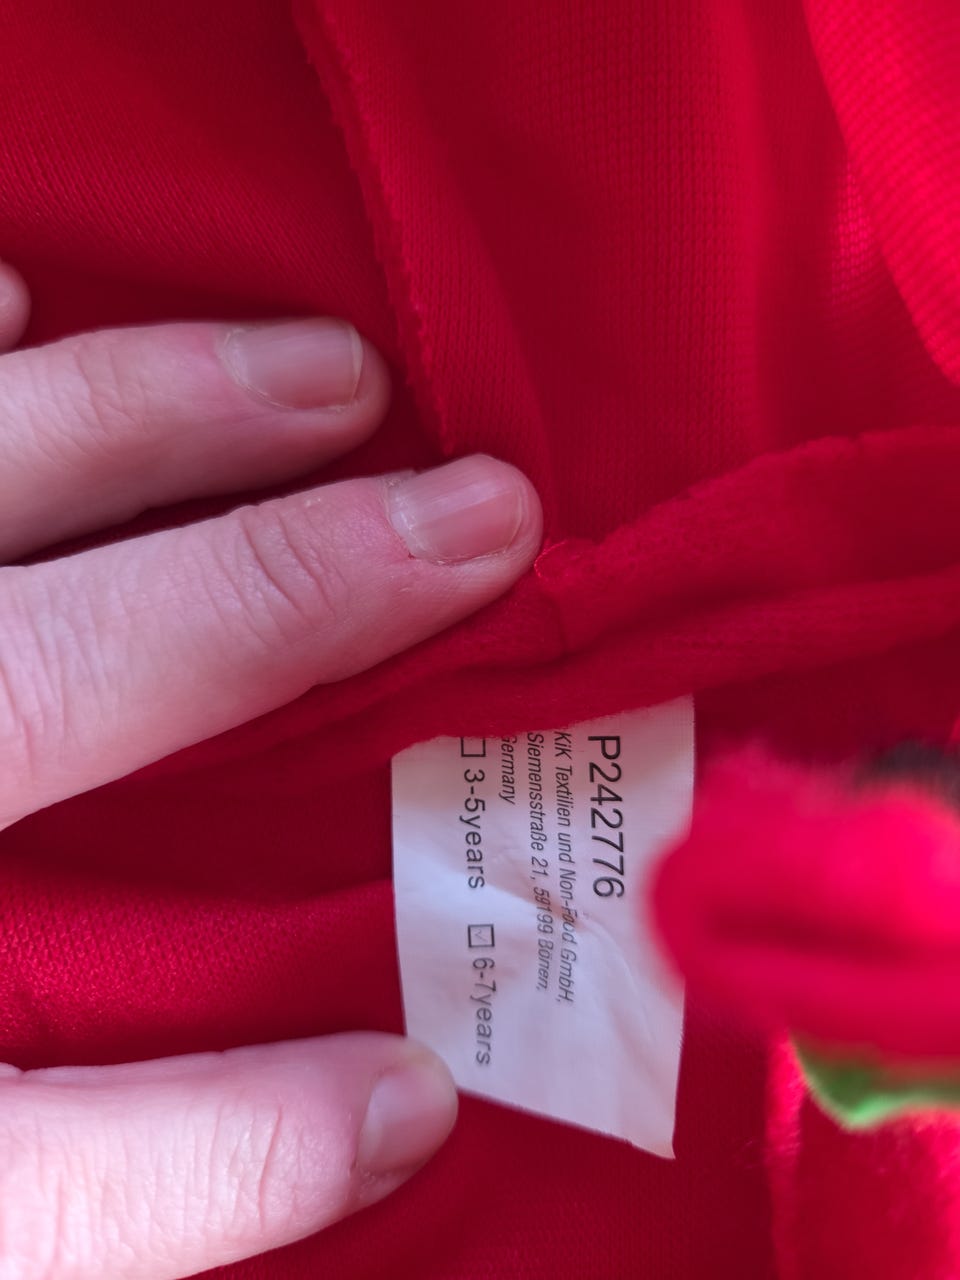 P242776
KiK Textilien und Non-Food GmbH,
Siemensstraße 21, 59199 Bönen,
Germany
☐ 3-5years ☑ 6-7years